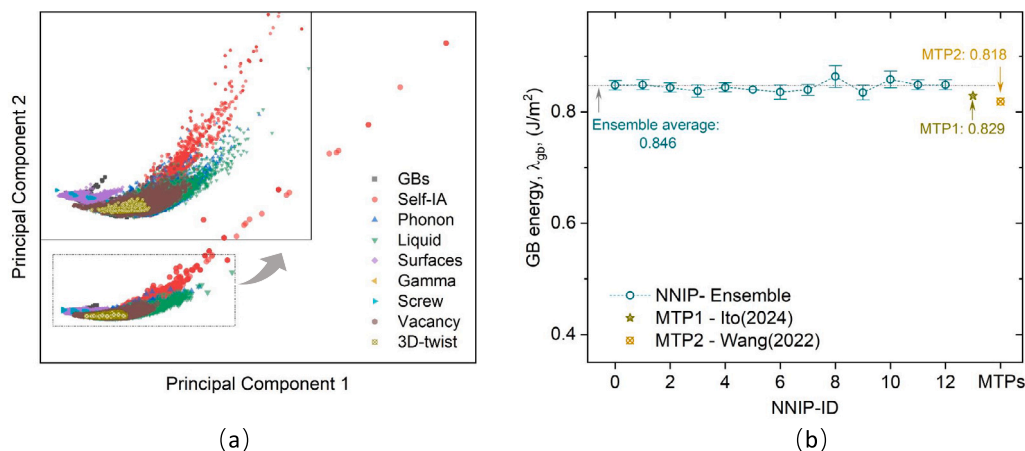 Principal Component 2
GBs
Self-IA
Phonon
Liquid
Surfaces
Gamma
Screw
Vacancy
3D-twist
Principal Component 1
(a)
GB energy, λgb, (J/m²)
0.8
0.6
0.4
MTP2: 0.818
Ensemble average:
0.846
MTP1: 0.829
NNIP- Ensemble
MTP1 - Ito(2024)
MTP2 - Wang(2022)
0 2 4 6 8 10 12 MTPs
NNIP-ID
(b)